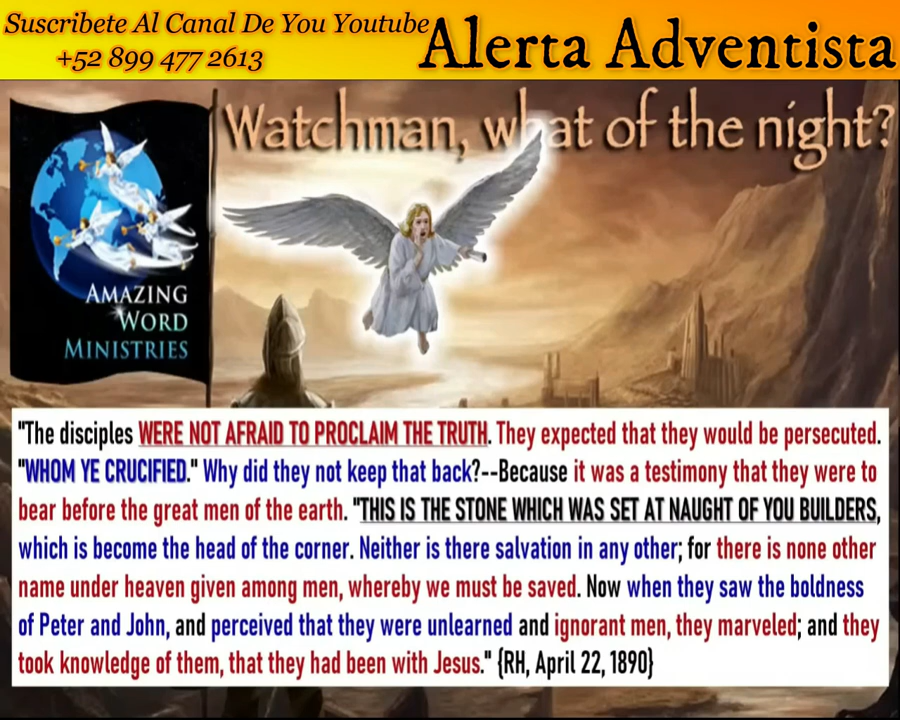 Suscribete Al Canal De You Youtube
+52 899 477 2613
Alerta Adventista
Watchman, what of the night?
AMAZING
WORD
MINISTRIES
"The disciples WERE NOT AFRAID TO PROCLAIM THE TRUTH. They expected that they would be persecuted.
"WHOM YE CRUCIFIED." Why did they not keep that back?--Because it was a testimony that they were to
bear before the great men of the earth. "THIS IS THE STONE WHICH WAS SET AT NAUGHT OF YOU BUILDERS,
which is become the head of the corner. Neither is there salvation in any other; for there is none other
name under heaven given among men, whereby we must be saved. Now when they saw the boldness
of Peter and John, and perceived that they were unlearned and ignorant men, they marveled; and they
took knowledge of them, that they had been with Jesus." {RH, April 22, 1890}